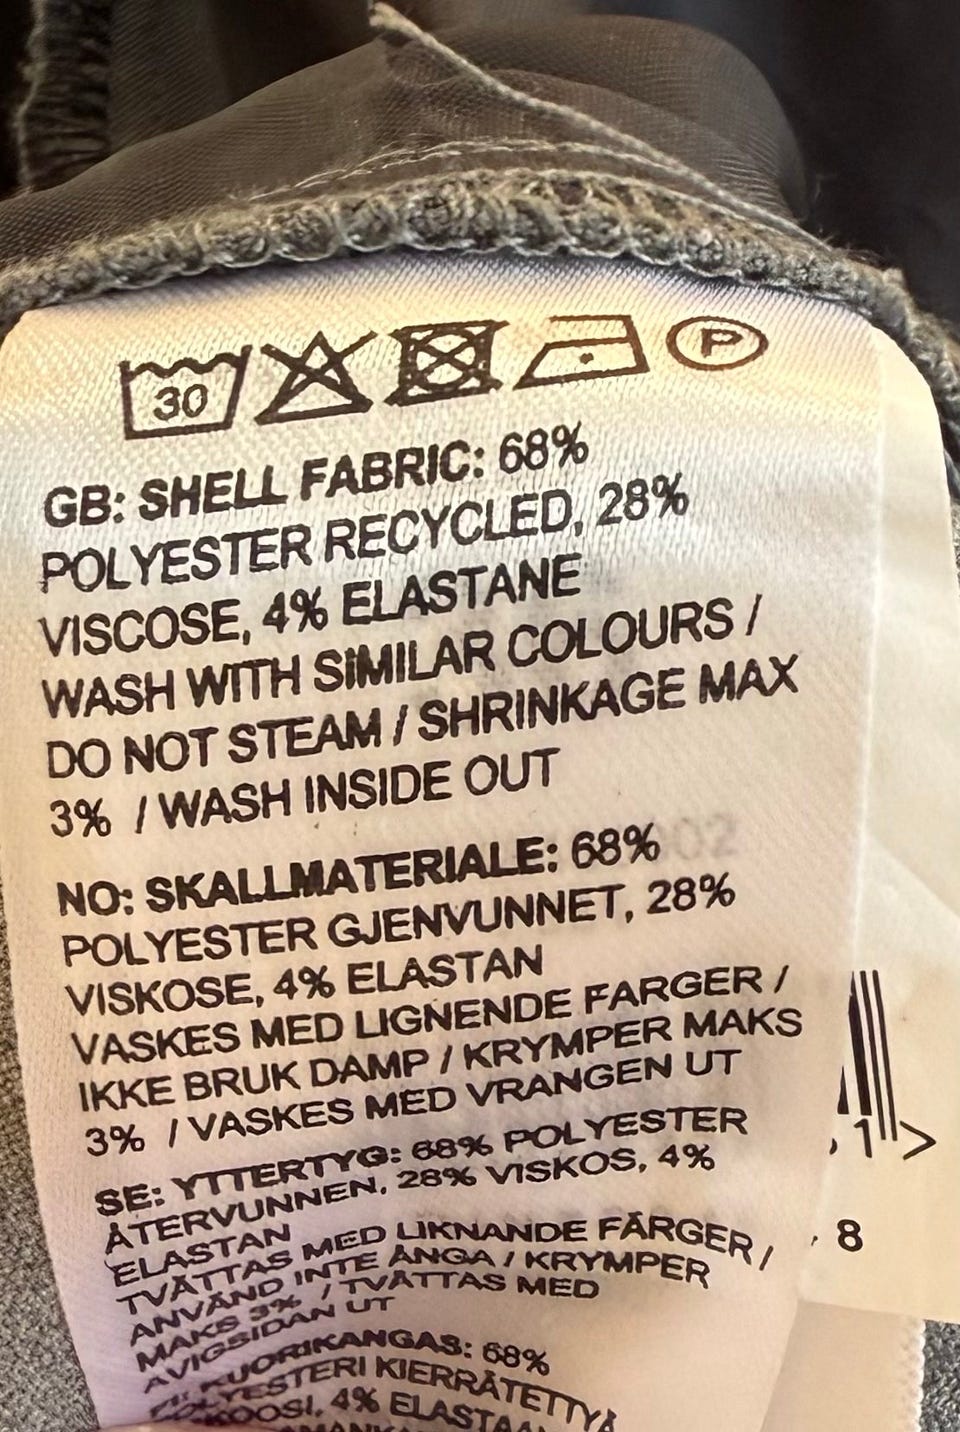 30 P
GB: SHELL FABRIC: 68%
POLYESTER RECYCLED, 28%
VISCOSE, 4% ELASTANE
WASH WITH SIMILAR COLOURS /
DO NOT STEAM / SHRINKAGE MAX
3% / WASH INSIDE OUT
NO: SKALLMATERIALE: 68%
POLYESTER GJENVUNNET, 28%
VISKOSE, 4% ELASTAN
VASKES MED LIGNENDE FARGER /
IKKE BRUK DAMP / KRYMPER MAKS
3% / VASKES MED VRANGEN UT
SE: YTTERTYG: 68% POLYESTER
ÅTERVUNNEN, 28% VISKOS, 4%
ELASTAN
TVÄTTAS MED LIKNANDE FÄRGER /
ANVÄND INTE ÅNGA / KRYMPER
MAKS 3% / TVÄTTAS MED
AVIGSIDAN UT
KUORIKANGAS: 68%
POLYESTERI KIERRÄTETTYÄ
4%
1 >
8